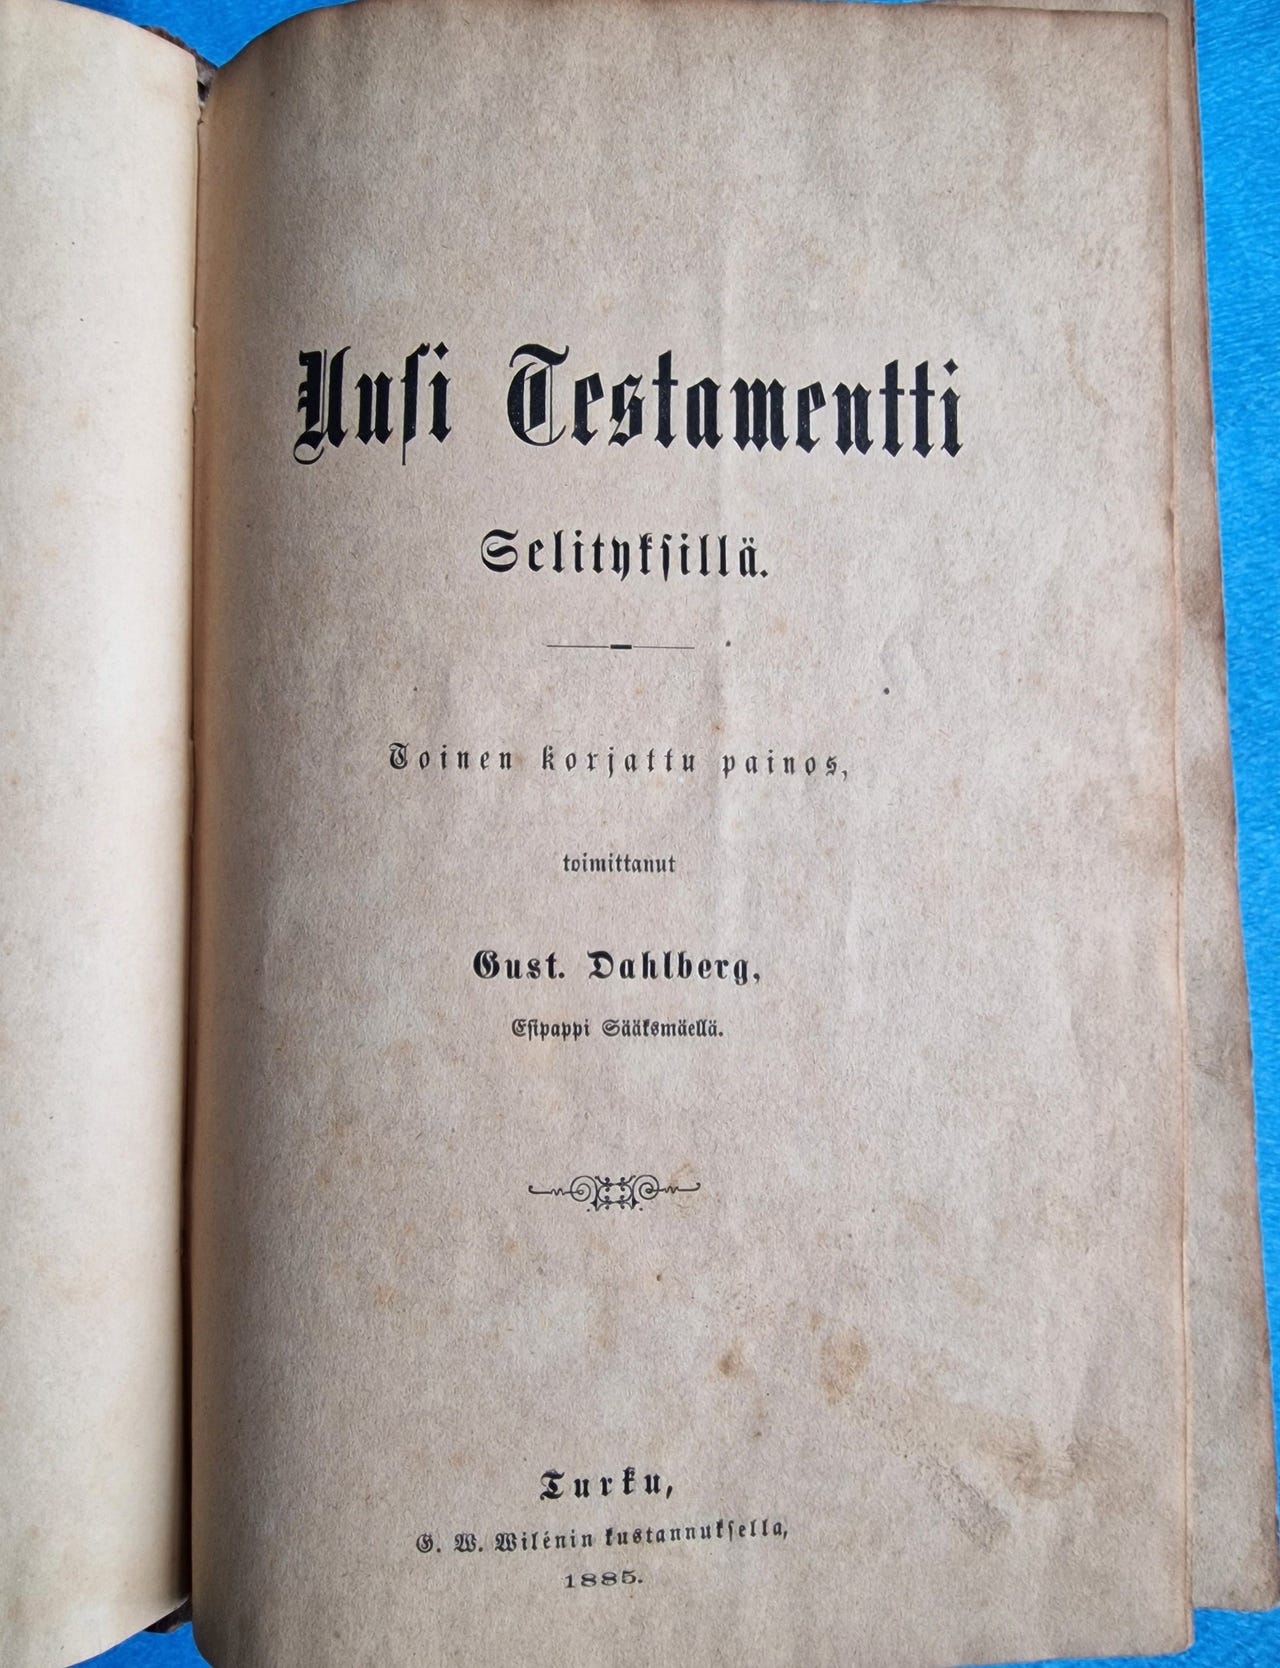 Uusi Testamentti
Selityksillä.
Toinen korjattu painos,
toimittanut
Gust. Dahlberg,
Esipappi Sääksmäellä.
Turku,
G. W. Wilénin kustannuksella,
1885.